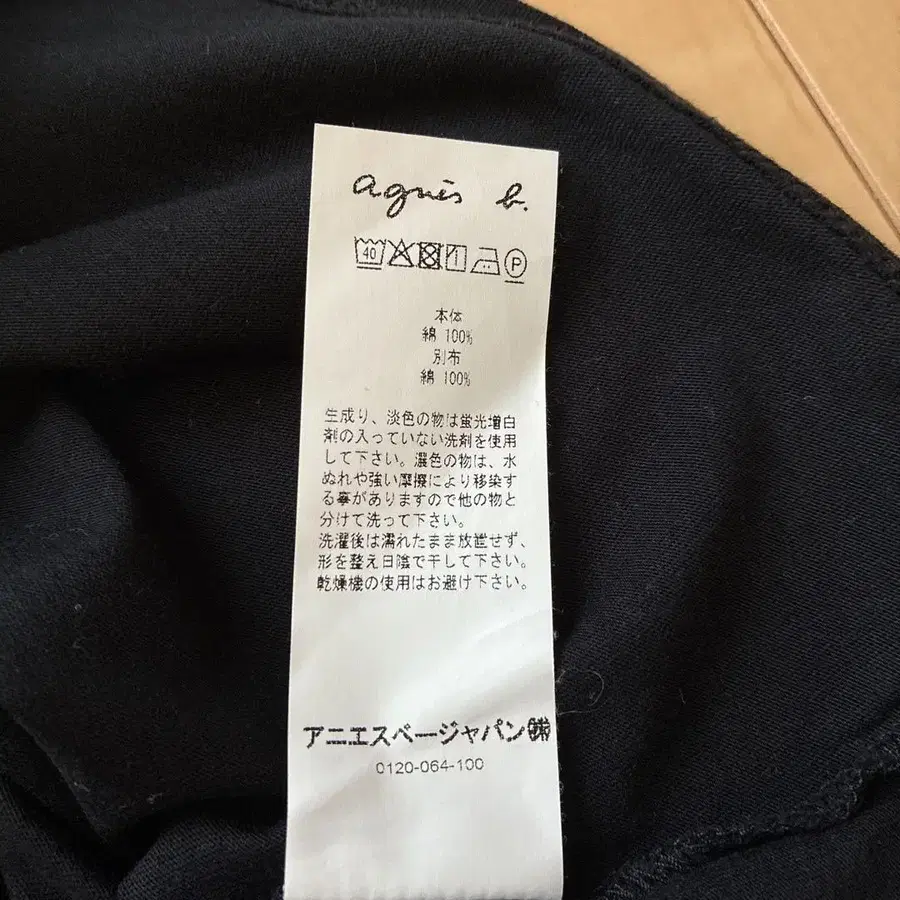 agnès b.
40
P
本体
綿 100%
別布
綿 100%
生成り、淡色の物は蛍光増白
剤の入っていない洗剤を使用
して下さい。濃色の物は、水
ぬれや強い摩擦により移染す
る事がありますので他の物と
分けて洗って下さい。
洗濯後は濡れたまま放置せず、
形を整え日陰で干して下さい。
乾燥機の使用はお避け下さい。
アニエスベージャパン㈱
0120-064-100